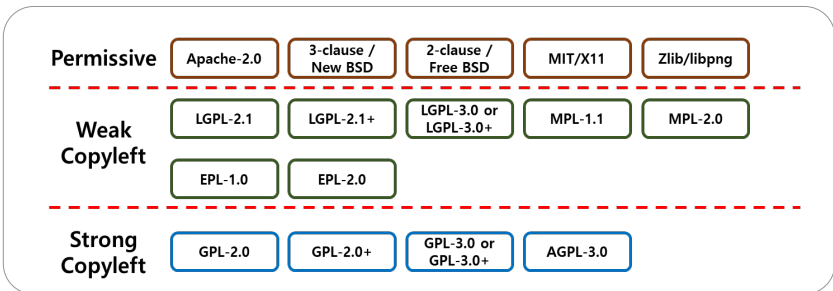 Permissive
Apache-2.0
3-clause /
New BSD
2-clause /
Free BSD
MIT/X11
Zlib/libpng
Weak
Copyleft
LGPL-2.1
LGPL-2.1+
LGPL-3.0 or
LGPL-3.0+
MPL-1.1
MPL-2.0
EPL-1.0
EPL-2.0
Strong
Copyleft
GPL-2.0
GPL-2.0+
GPL-3.0 or
GPL-3.0+
AGPL-3.0